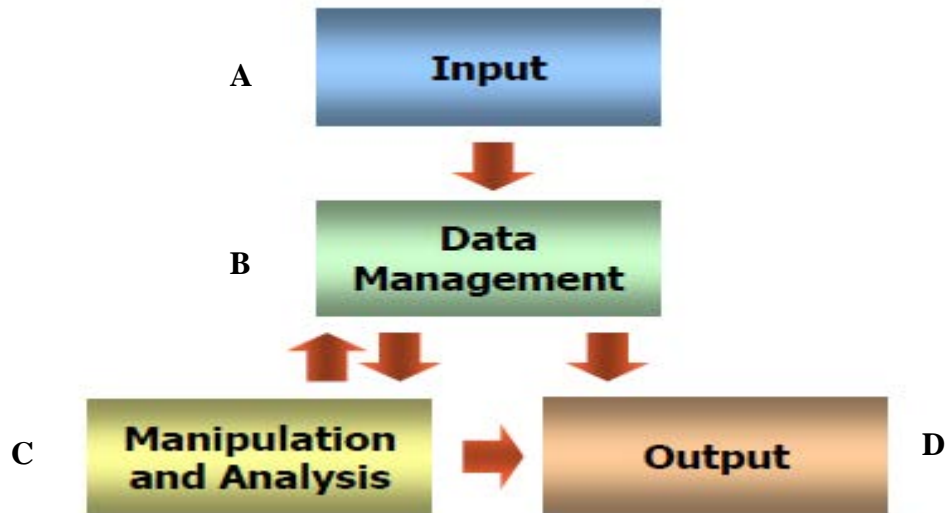 A
Input
B
Data
Management
C
Manipulation
and Analysis
Output
D